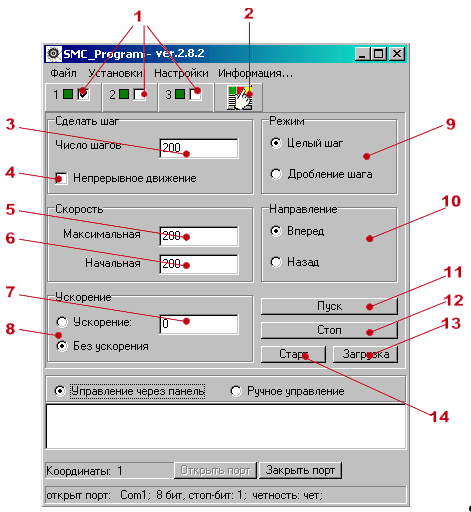 1
2
SMC_Program - ver.2.8.2
Файл Установки Настройки Информация...
1 2 3
3
Сделать шаг
Число шагов 200
4
Непрерывное движение
Режим
Целый шаг
9
Дробление шага
Скорость
5
Максимальная 200
6
Начальная 200
Направление
Вперед
10
Назад
7
Ускорение
Ускорение: 0
8
Без ускорения
Пуск
11
Стоп
12
Старт Загрузка
13
14
Управление через панель Ручное управление
Координаты: 1 Открыть порт Закрыть порт
открыт порт: Com1; 8 бит, стоп-бит: 1; четность: чет;